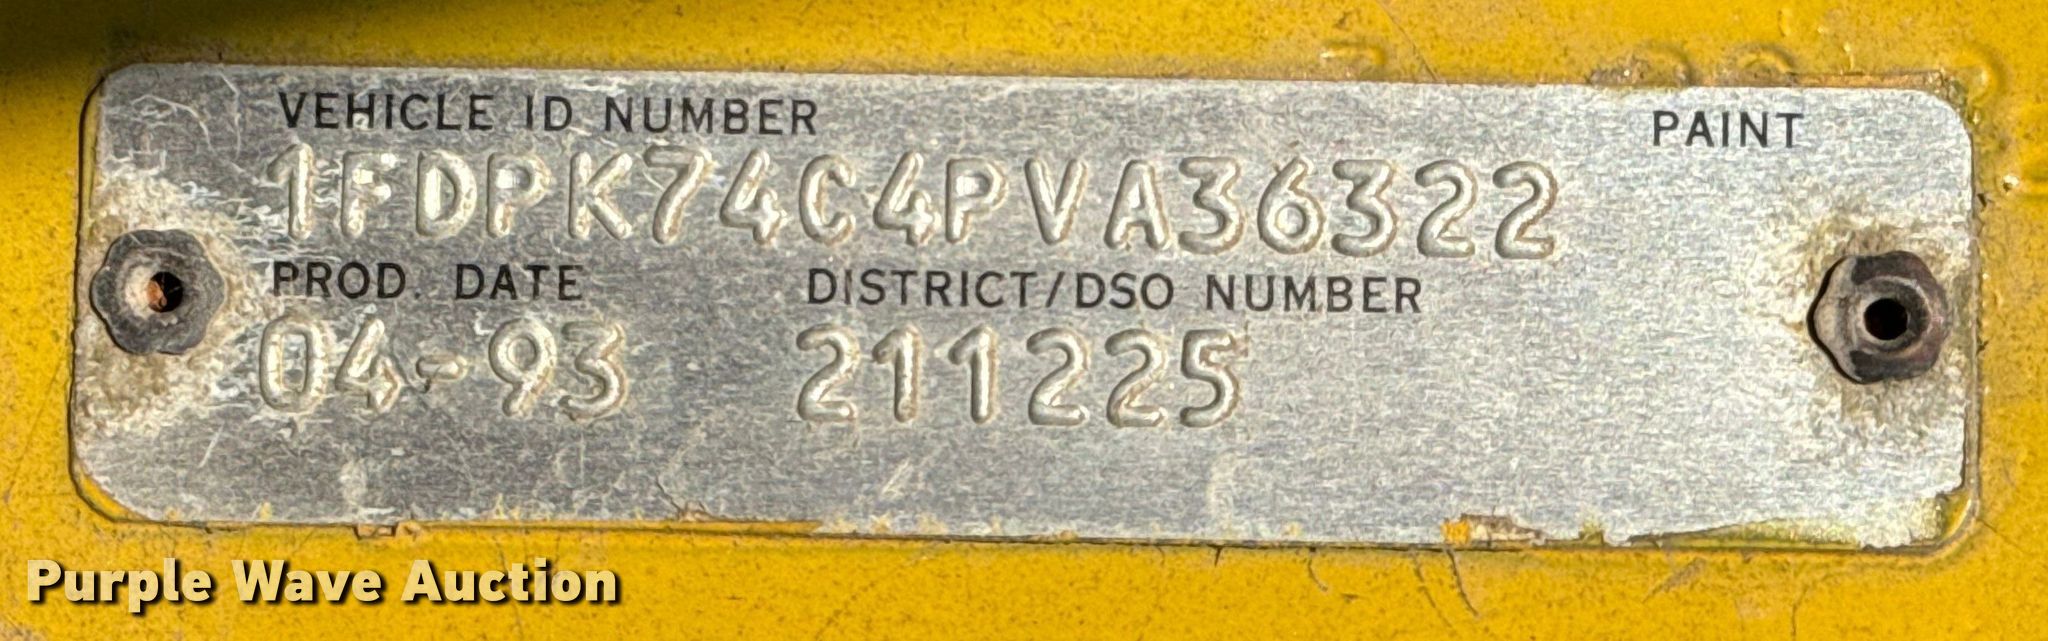 VEHICLE ID NUMBER PAINT
1FDPK74C4PVA36322
PROD. DATE DISTRICT/DSO NUMBER
04-93 211225
Purple Wave Auction